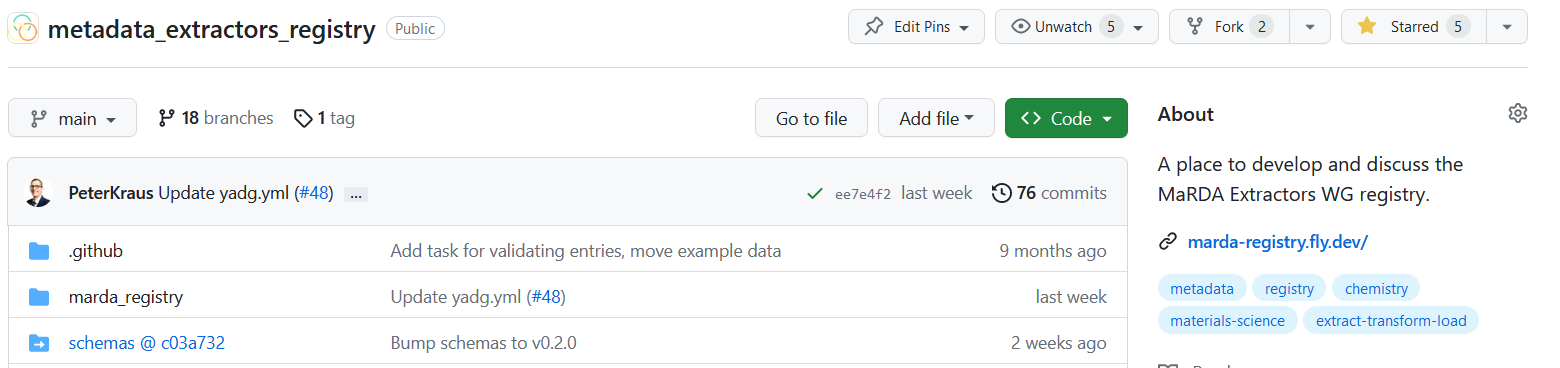 metadata_extractors_registry Public Edit Pins Unwatch 5 Fork 2 Starred 5
main 18 branches 1 tag Go to file Add file Code
About
A place to develop and discuss the
MaRDA Extractors WG registry.
marda-registry.fly.dev/
metadata registry chemistry
materials-science extract-transform-load
PeterKraus Update yadg.yml (#48) ... ee7e4f2 last week 76 commits
.github Add task for validating entries, move example data 9 months ago
marda_registry Update yadg.yml (#48) last week
schemas @ c03a732 Bump schemas to v0.2.0 2 weeks ago